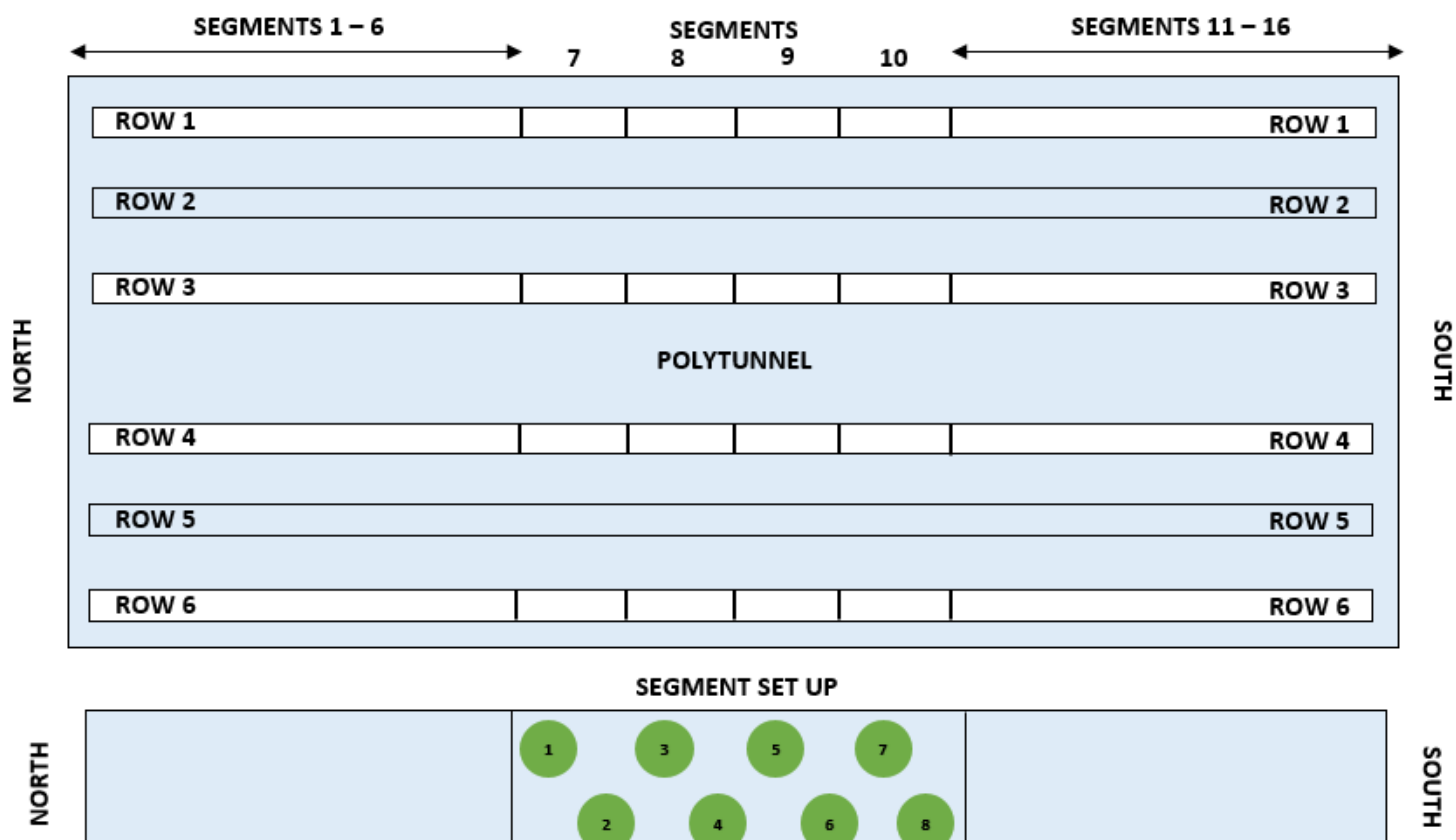 SEGMENTS 1 – 6
SEGMENTS
SEGMENTS 11 – 16
7 8 9 10
ROW 1 ROW 1
ROW 2 ROW 2
ROW 3 ROW 3
NORTH
POLYTUNNEL
SOUTH
ROW 4 ROW 4
ROW 5 ROW 5
ROW 6 ROW 6
SEGMENT SET UP
NORTH
1 3 5 7
2 4 6 8
SOUTH